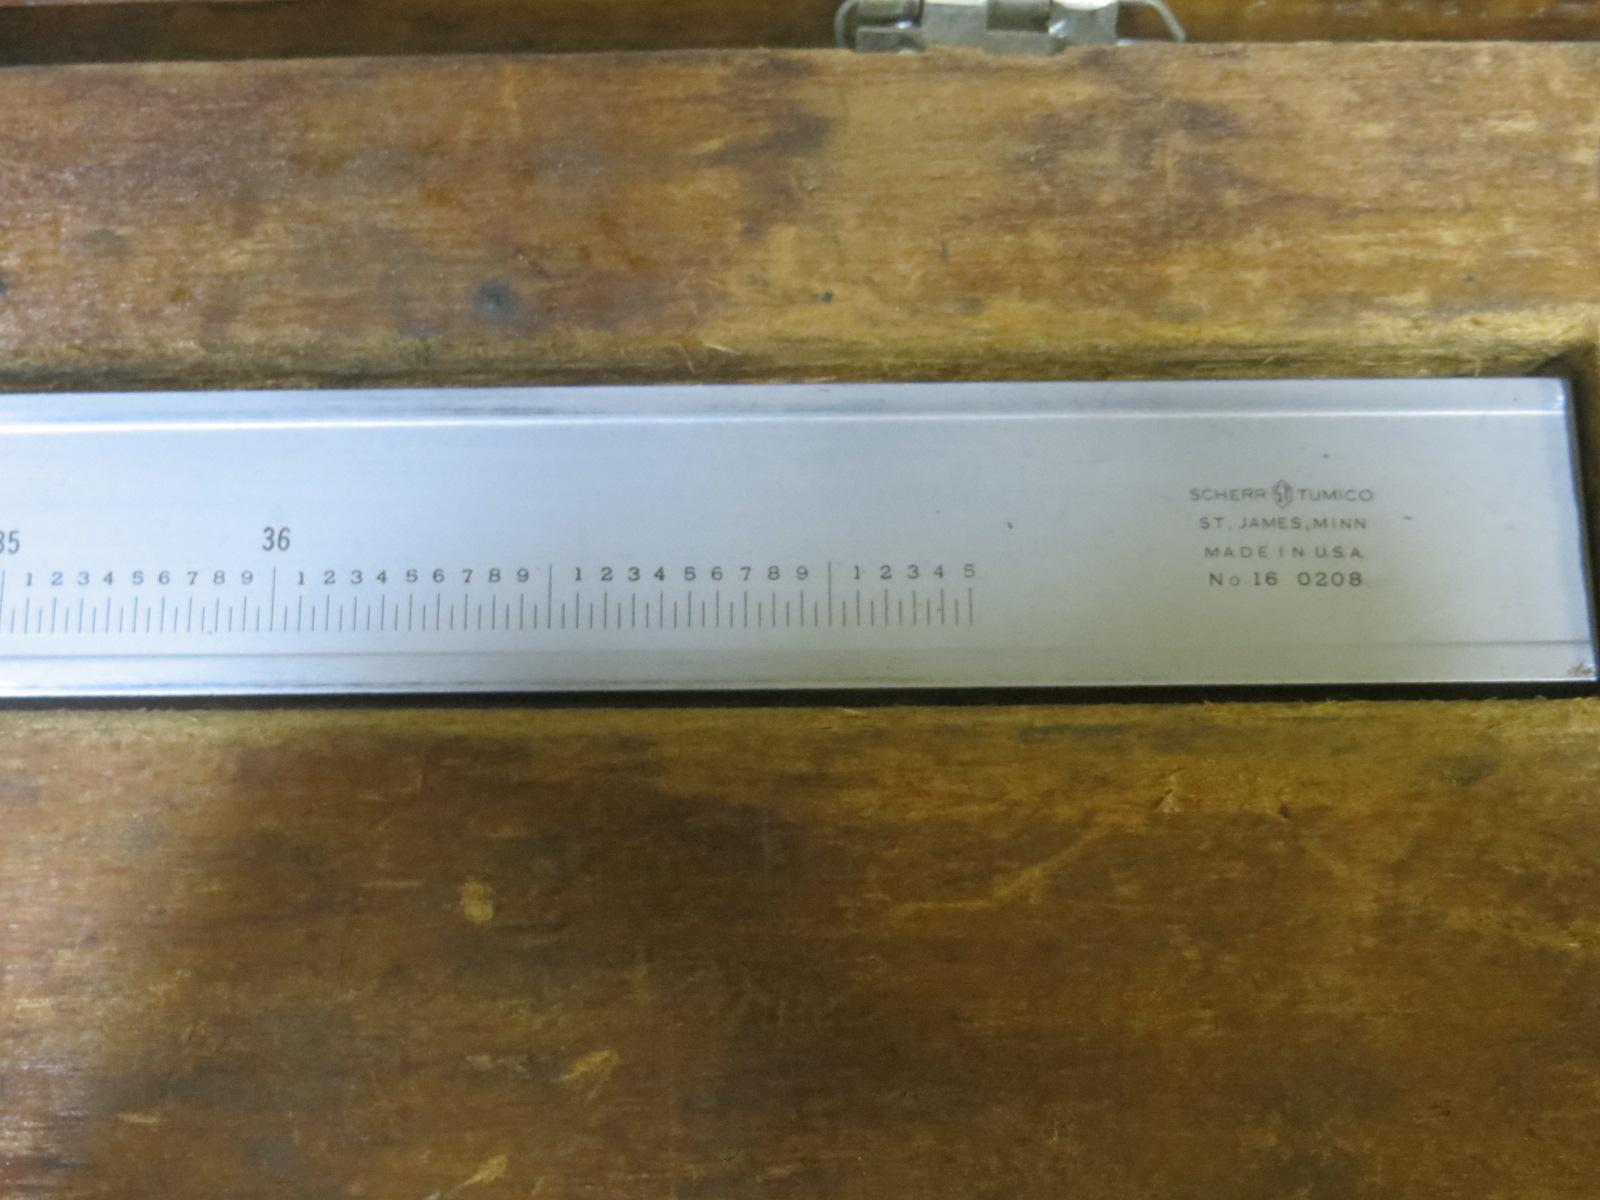 35 36
1 2 3 4 5 6 7 8 9 1 2 3 4 5 6 7 8 9 1 2 3 4 5 6 7 8 9 1 2 3 4 5
SCHERR ST TUMICO
ST. JAMES, MINN
MADE IN U.S.A.
No 16 0208